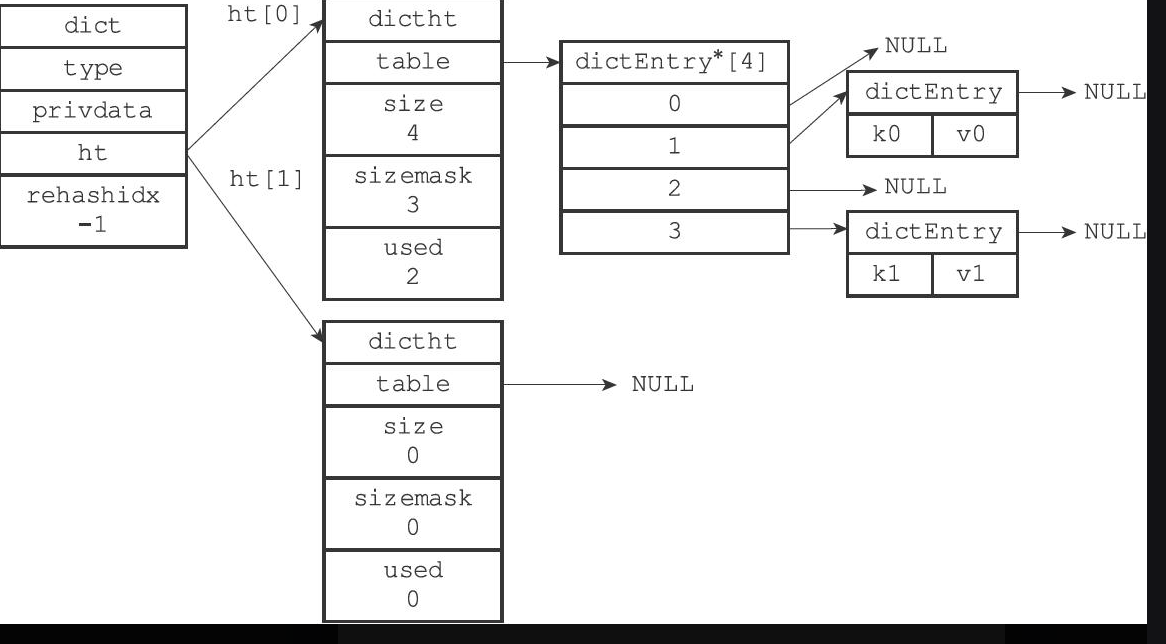 dict
type
privdata
ht
rehashidx
-1
ht[0]
ht[1]
dictht
table
size
4
sizemask
3
used
2
dictht
table
size
0
sizemask
0
used
0
NULL
dictEntry*[4]
0
1
2
3
NULL
dictEntry
k0 v0
NULL
NULL
dictEntry
k1 v1
NULL